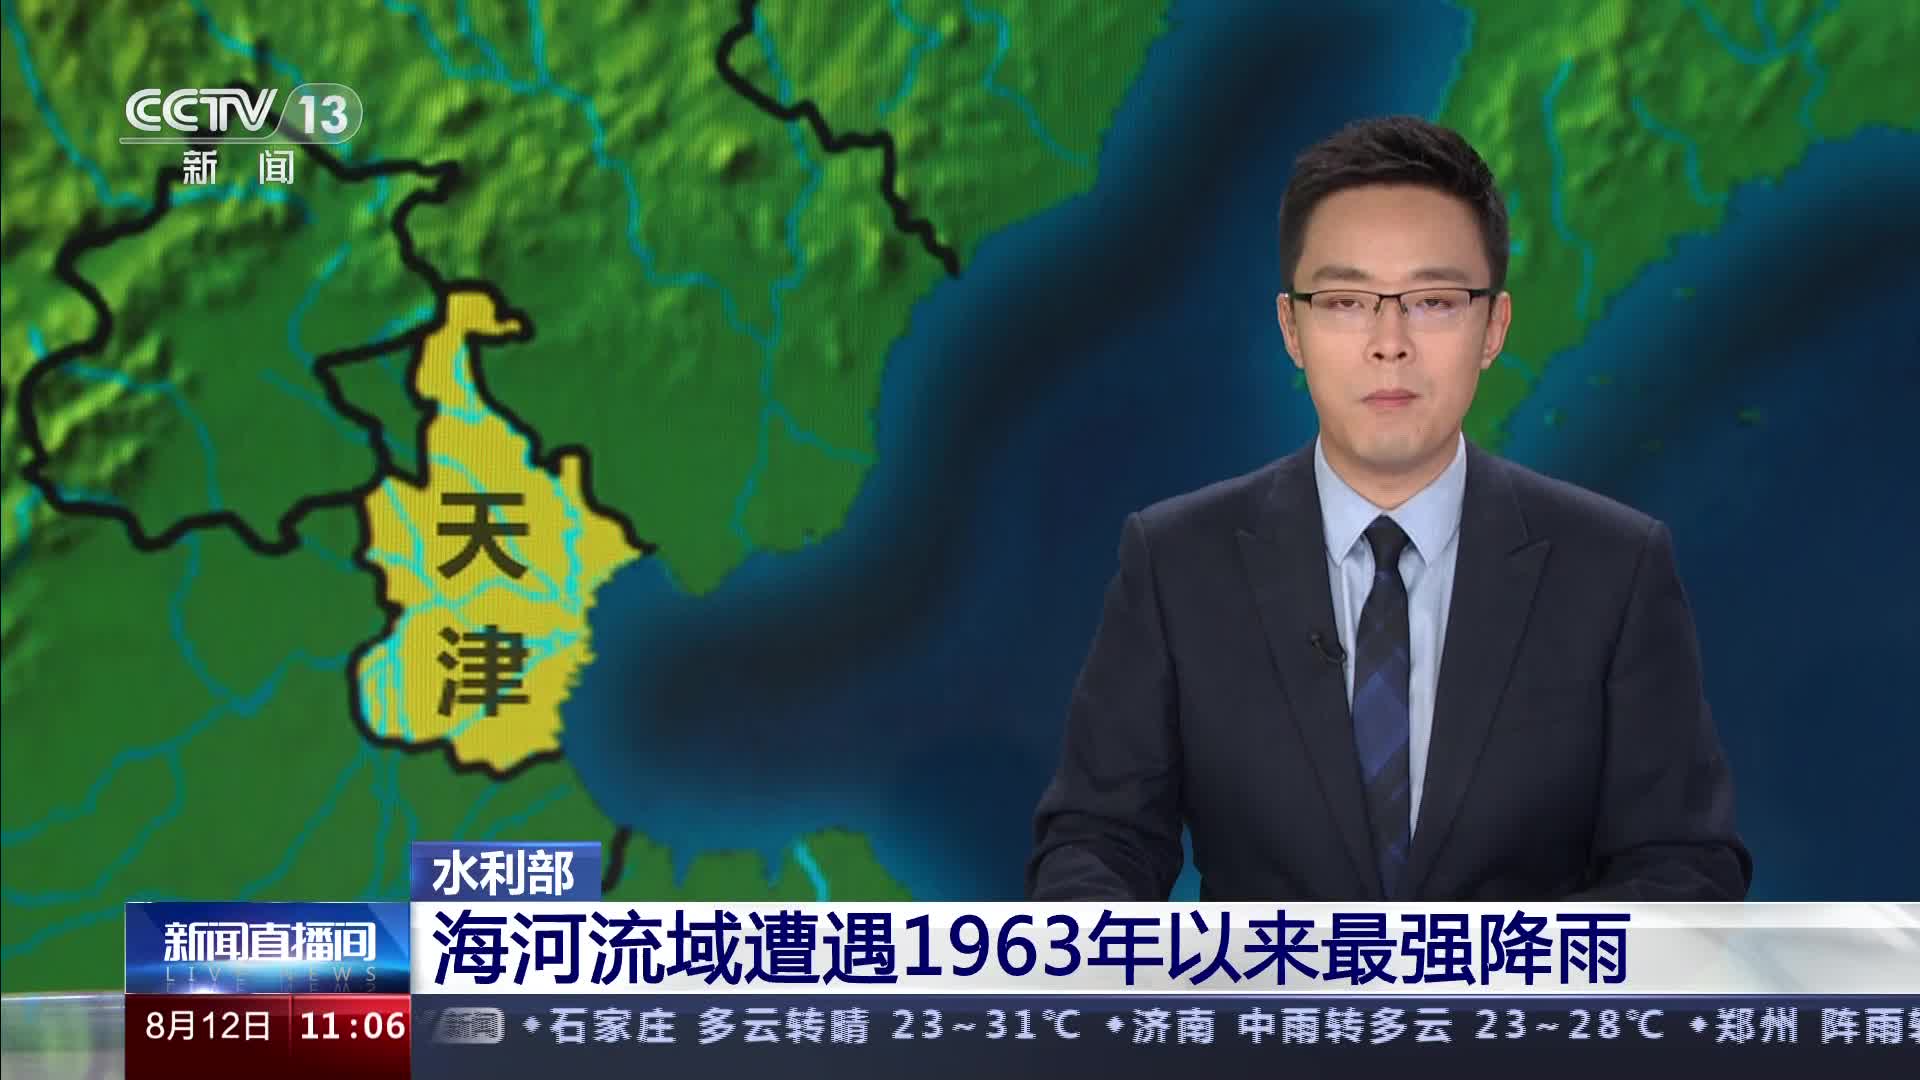 CCTV 13
新闻
天
津
水利部
海河流域遭遇1963年以来最强降雨
新闻直播间
LIVE NEWS
8月12日 11:06
新闻 ◆石家庄 多云转晴 23~31℃ ◆济南 中雨转多云 23~28℃ ◆郑州 阵雨转